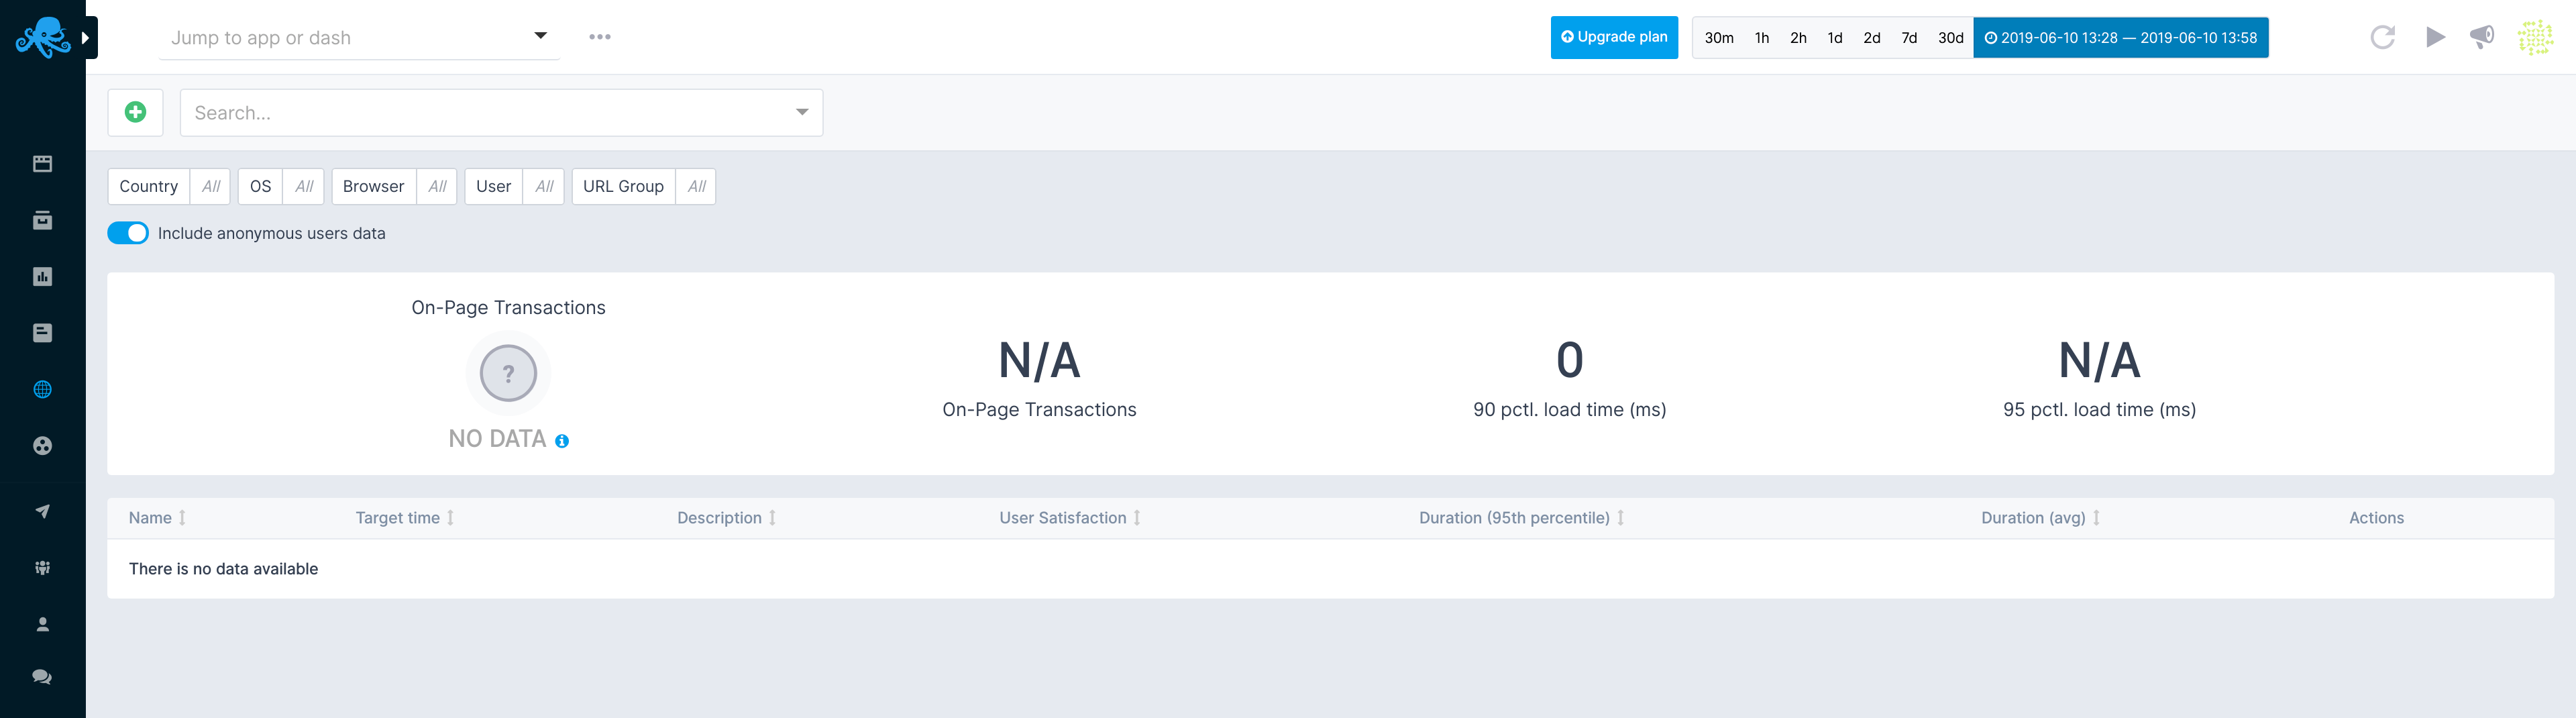 Jump to app or dash
Upgrade plan
30m 1h 2h 1d 2d 7d 30d 2019-06-10 13:28 — 2019-06-10 13:58
Search...
Country All OS All Browser All User All URL Group All
Include anonymous users data
On-Page Transactions
?
NO DATA
N/A
On-Page Transactions
0
90 pctl. load time (ms)
N/A
95 pctl. load time (ms)
Name Target time Description User Satisfaction Duration (95th percentile) Duration (avg) Actions
There is no data available